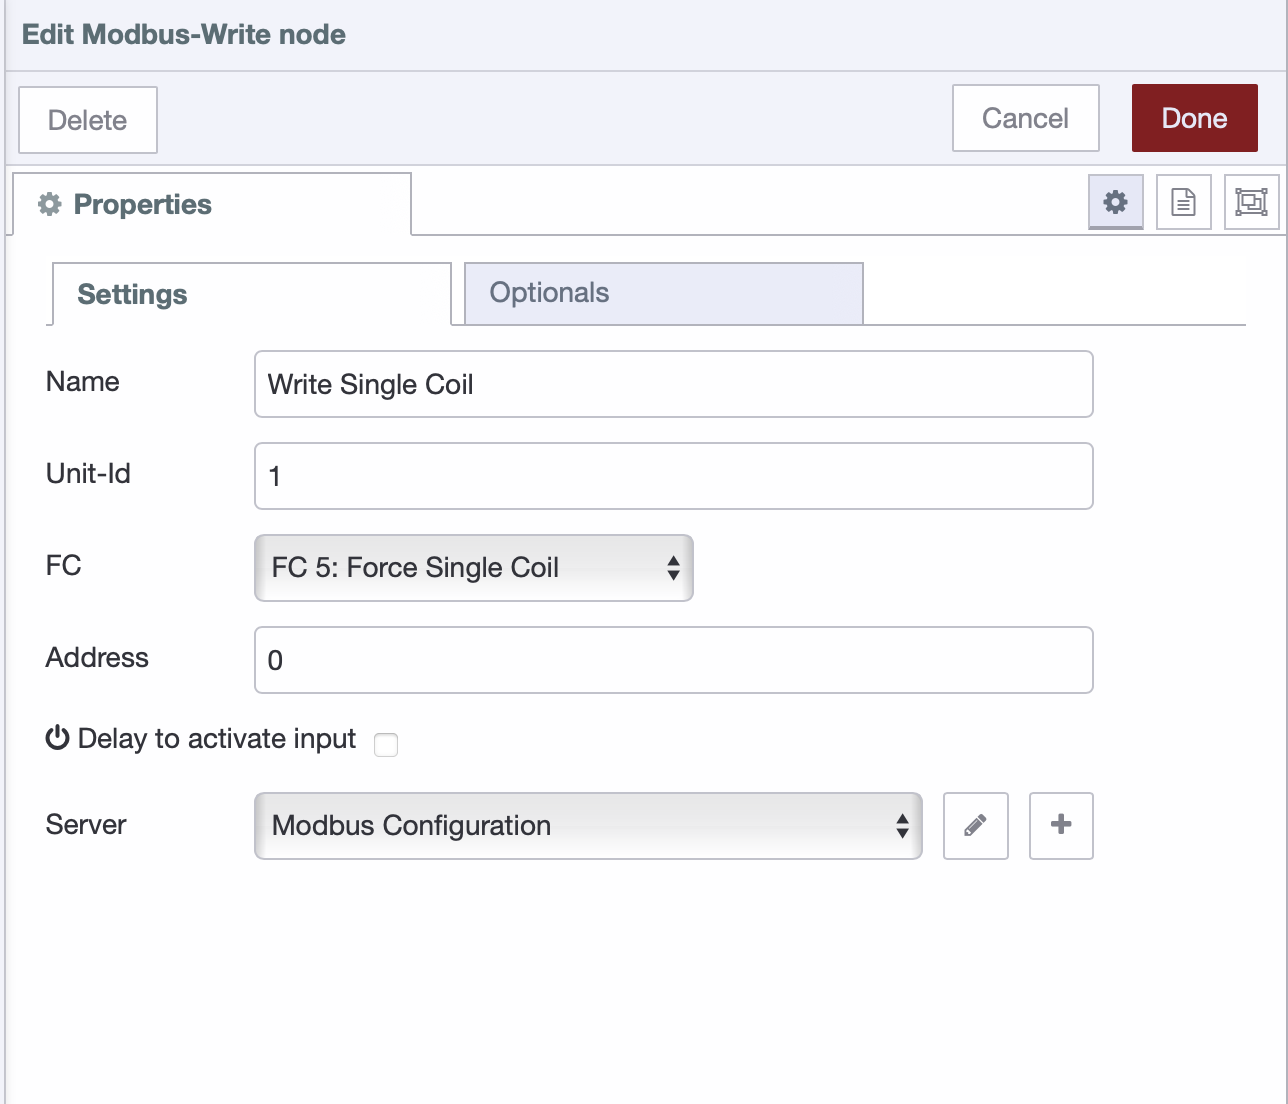 Edit Modbus-Write node
Delete
Cancel
Done
Properties
Settings
Optionals
Name
Write Single Coil
Unit-Id
1
FC
FC 5: Force Single Coil
Address
0
Delay to activate input
Server
Modbus Configuration